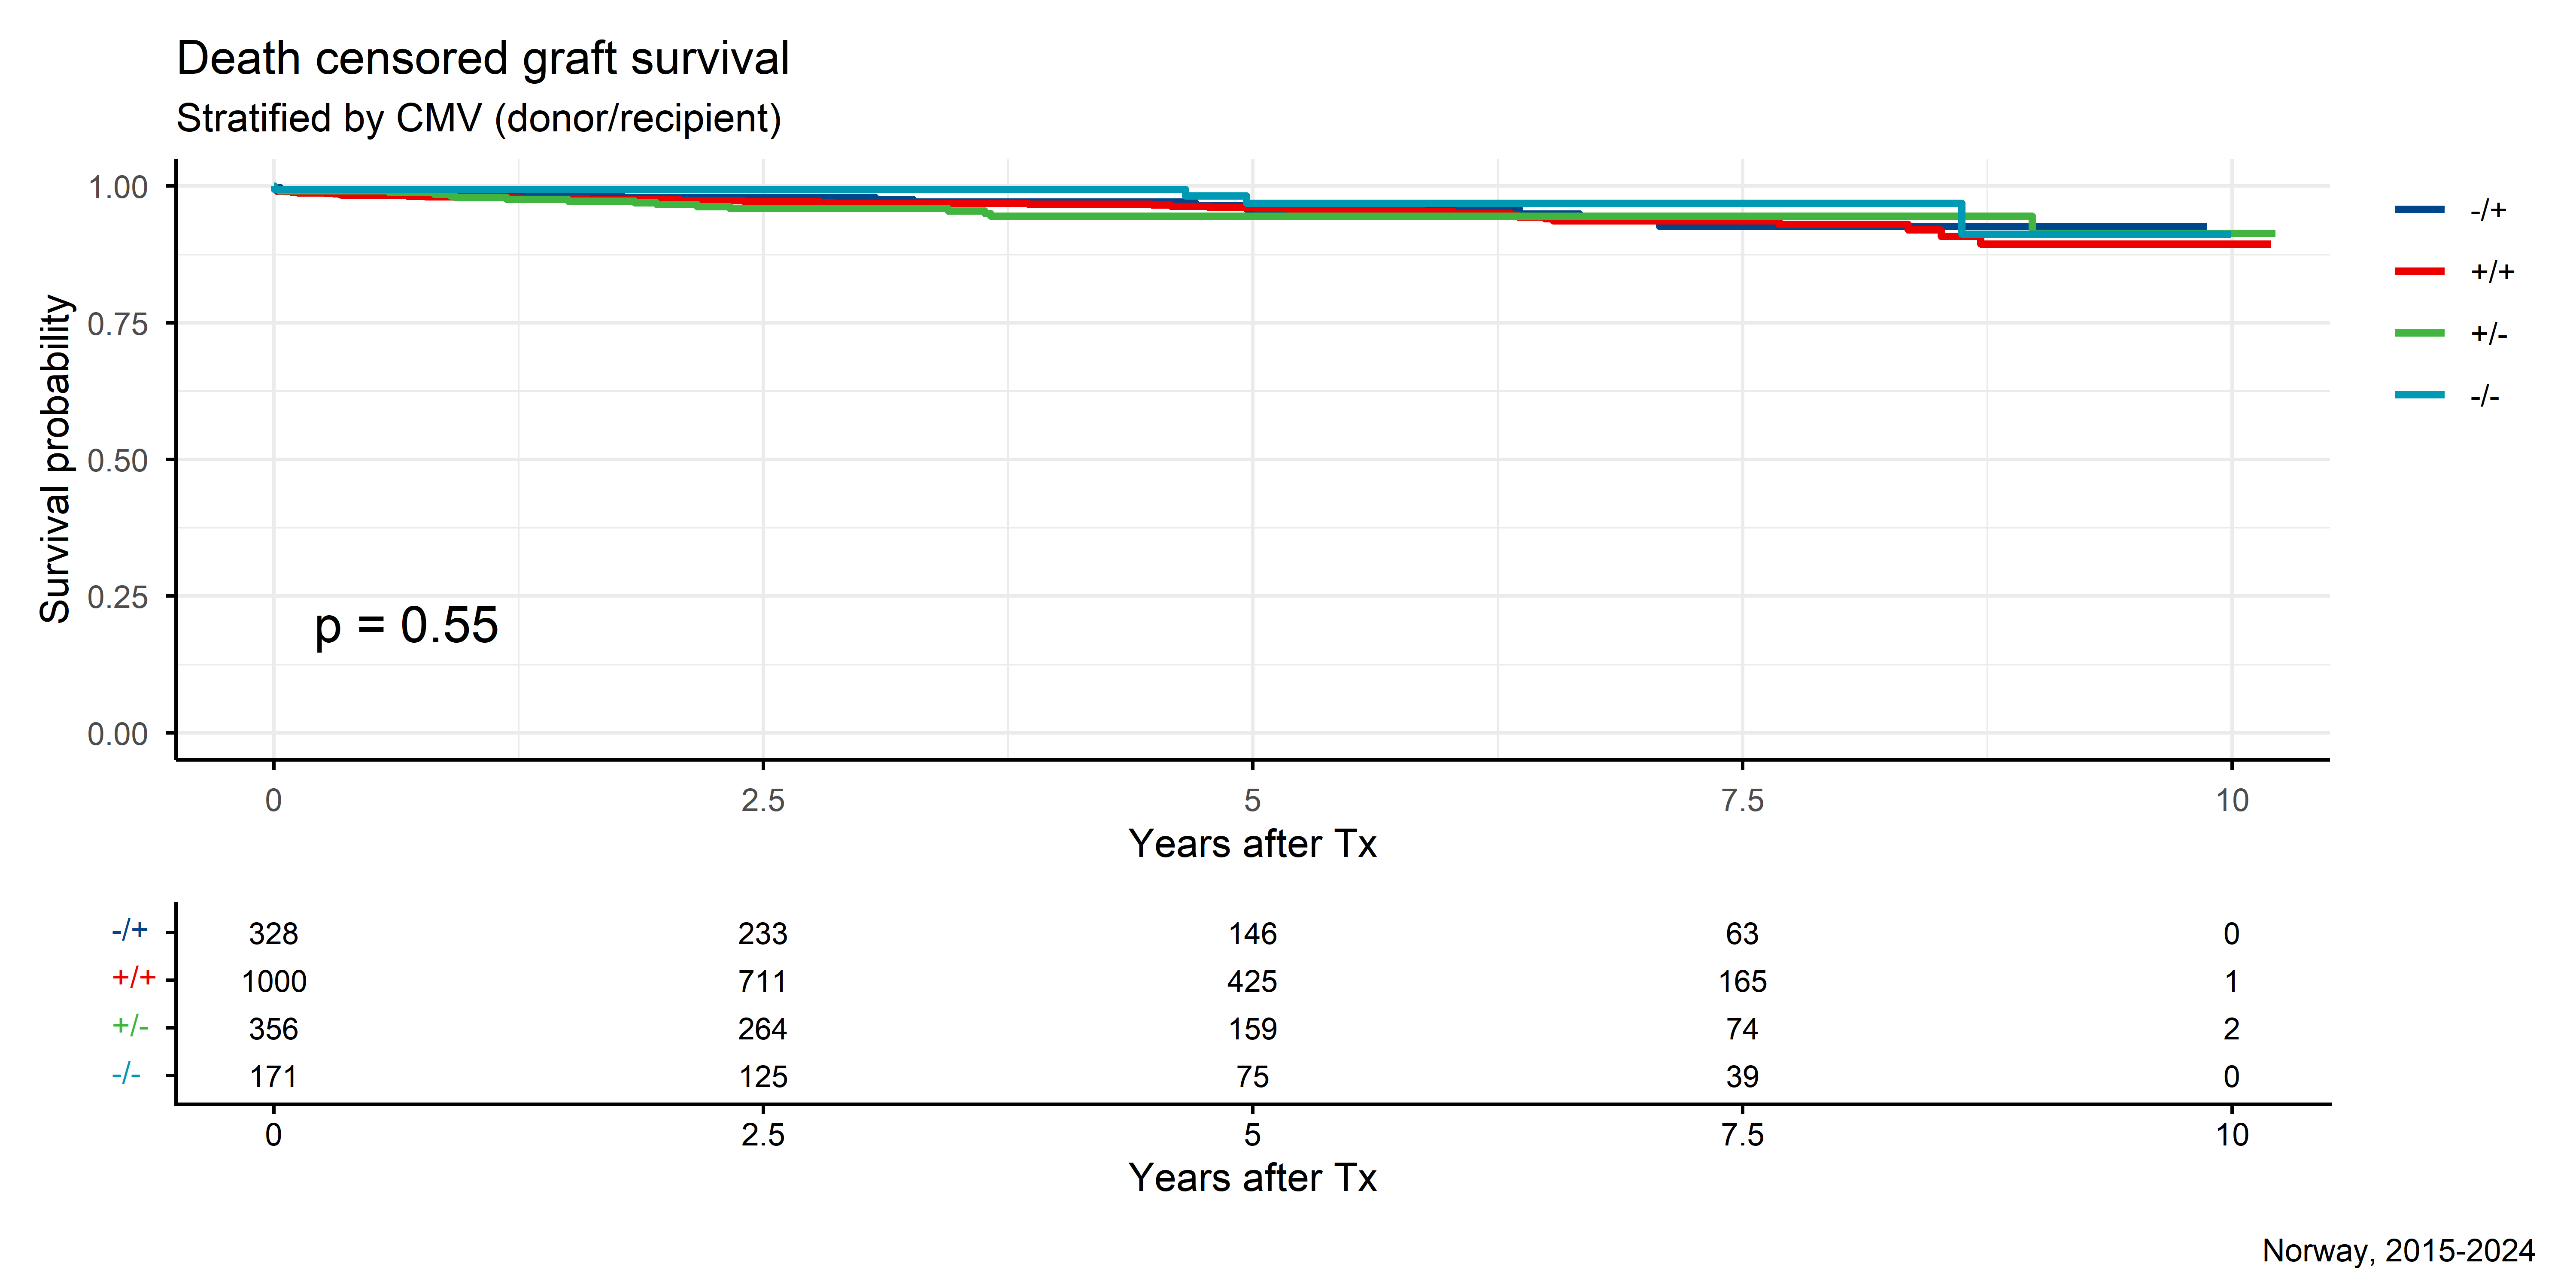 Death censored graft survival
Stratified by CMV (donor/recipient)
Survival probability
1.00
0.75
0.50
0.25
0.00
p = 0.55
-/+
+/+
+/-
-/-
0 2.5 5 7.5 10
Years after Tx
-/+ 328 233 146 63 0
+/+ 1000 711 425 165 1
+/- 356 264 159 74 2
-/- 171 125 75 39 0
0 2.5 5 7.5 10
Years after Tx
Norway, 2015-2024